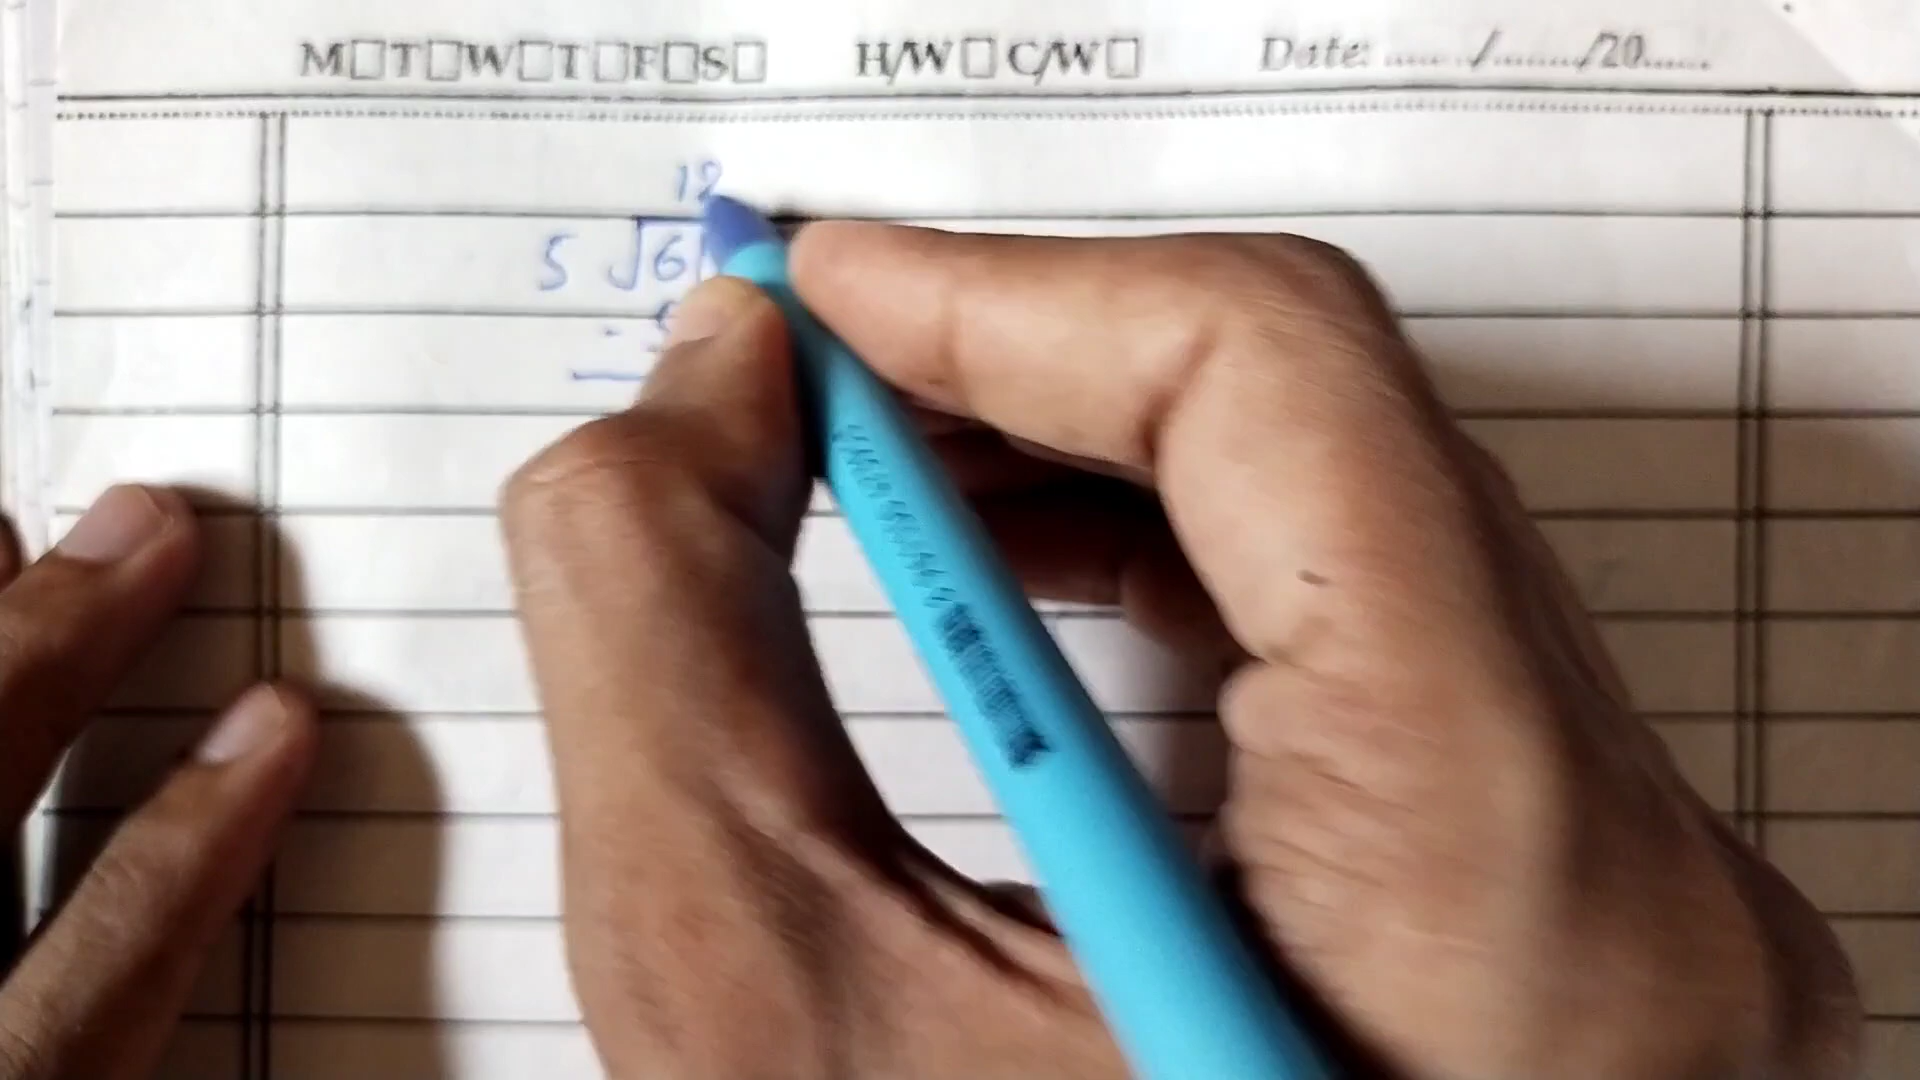 M□T□W□T□F□S□ H/W□ C/W□ Date: ...../......./20......
12
5 √6
-